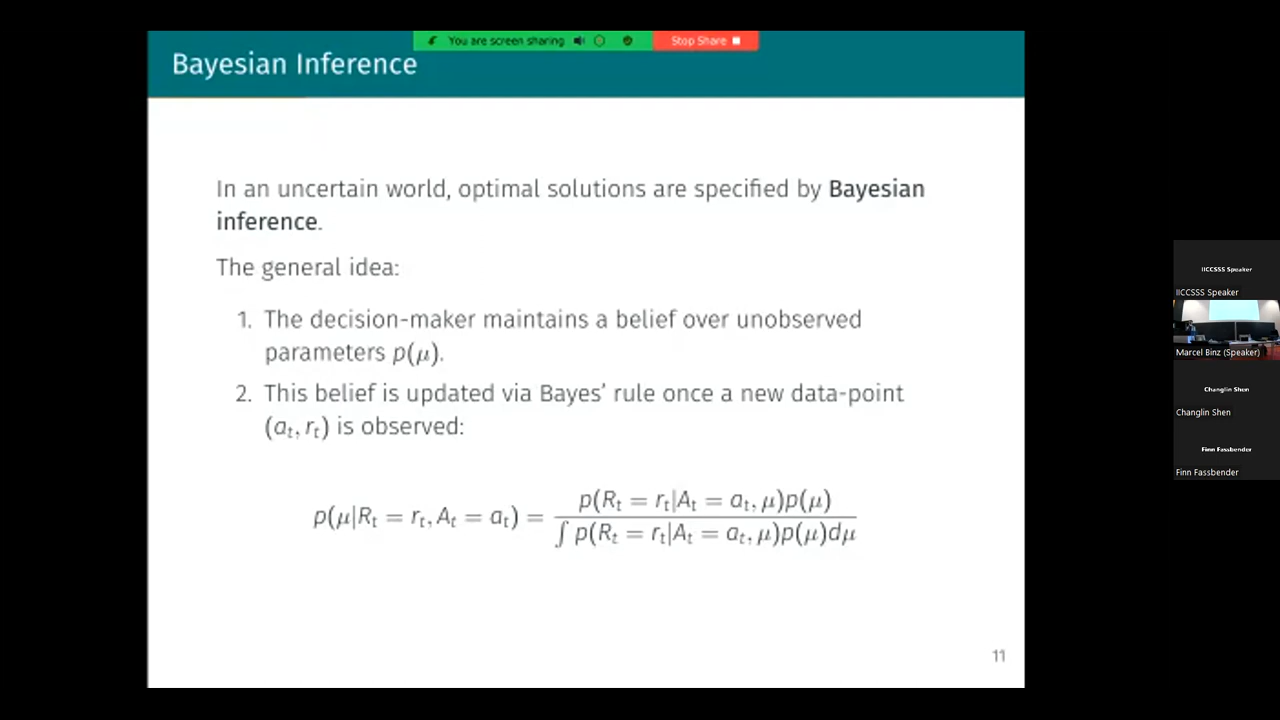 You are screen sharing
Stop Share
Bayesian Inference
In an uncertain world, optimal solutions are specified by Bayesian
inference.
The general idea:
1. The decision-maker maintains a belief over unobserved
parameters p(μ).
2. This belief is updated via Bayes’ rule once a new data-point
(aₜ, rₜ) is observed:
p(μ|Rₜ = rₜ, Aₜ = aₜ) = p(Rₜ = rₜ|Aₜ = aₜ, μ)p(μ)
∫ p(Rₜ = rₜ|Aₜ = aₜ, μ)p(μ)dμ
11
IICCSSS Speaker
IICCSSS Speaker
Marcel Binz (Speaker)
Changlin Shen
Changlin Shen
Finn Fassbender
Finn Fassbender